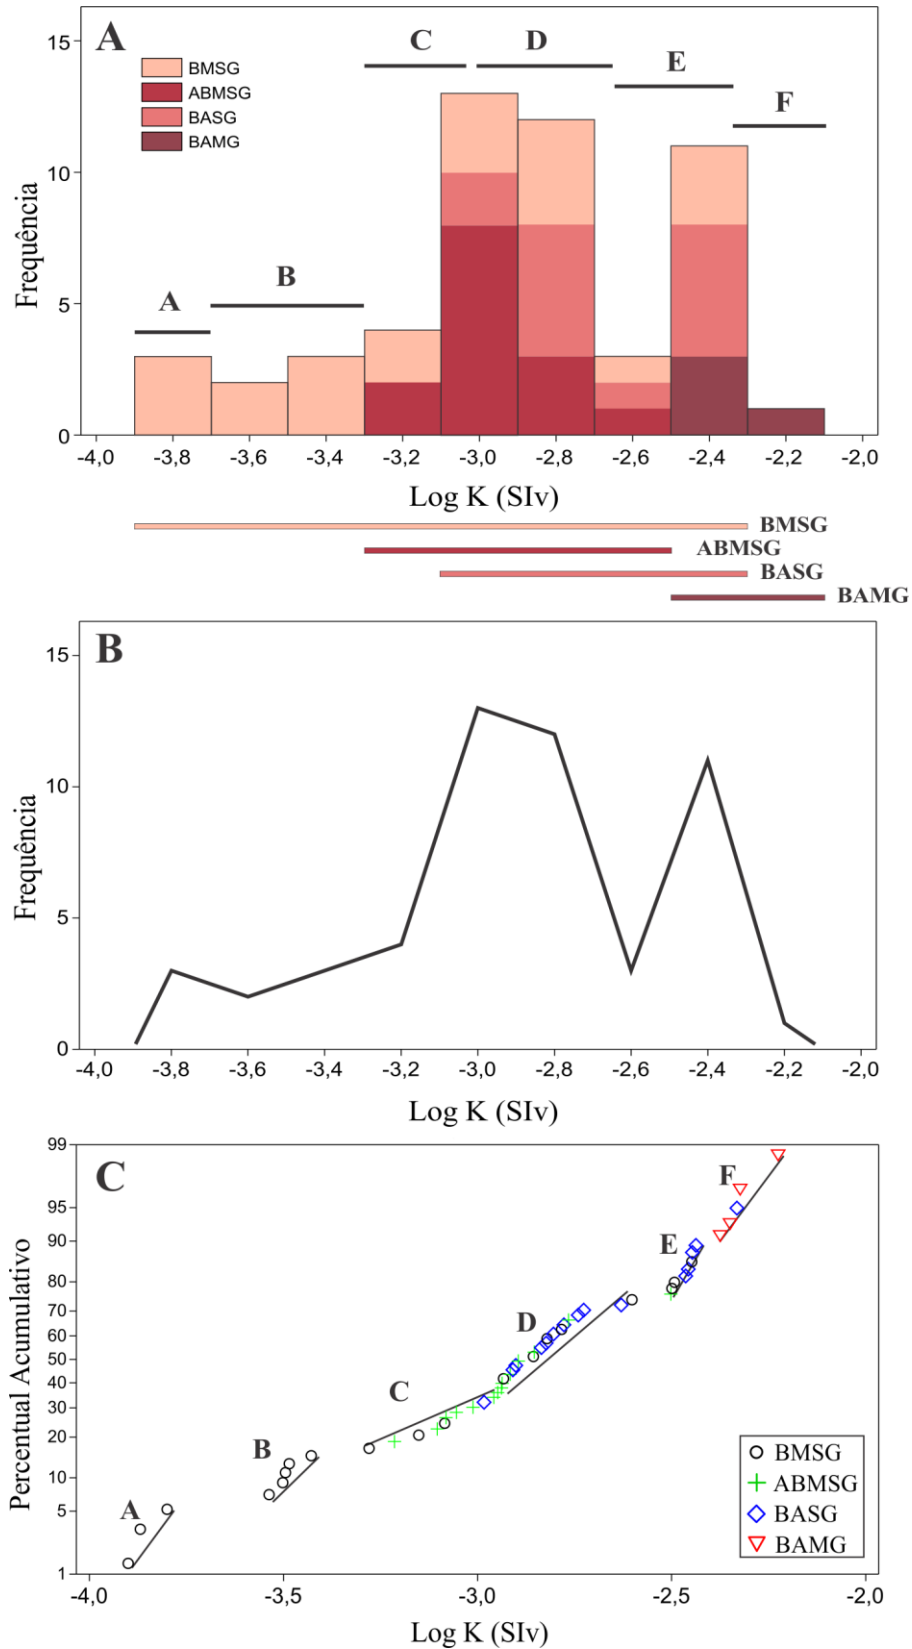 A
BMSG
ABMSG
BASG
BAMG
A
B
C
D
E
F
Frequência
15
10
5
0
-4,0 -3,8 -3,6 -3,4 -3,2 -3,0 -2,8 -2,6 -2,4 -2,2 -2,0
Log K (SIv)
BMSG
ABMSG
BASG
BAMG
B
Frequência
15
10
5
0
-4,0 -3,8 -3,6 -3,4 -3,2 -3,0 -2,8 -2,6 -2,4 -2,2 -2,0
Log K (SIv)
C
Percentual Acumulativo
99
95
90
80
70
60
50
40
30
20
10
5
1
A
B
C
D
E
F
BMSG
ABMSG
BASG
BAMG
-4,0 -3,5 -3,0 -2,5 -2,0
Log K (SIv)